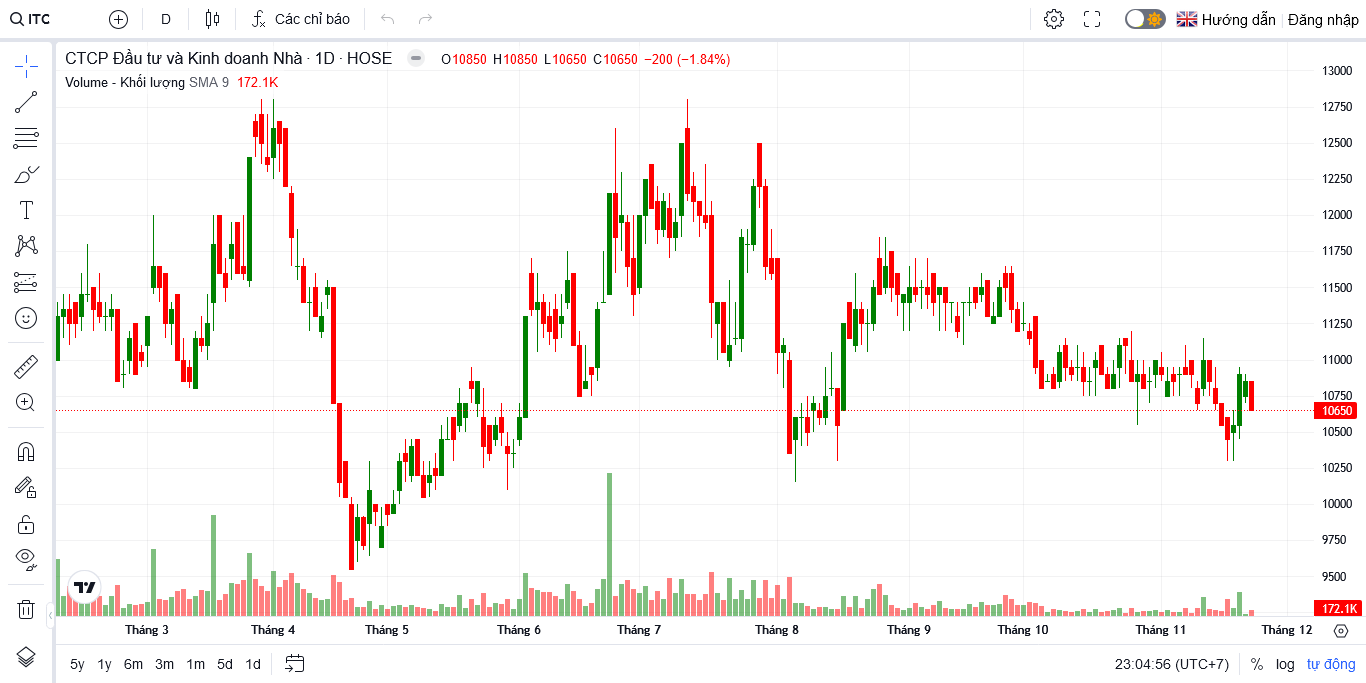 ITC D Các chỉ báo Hướng dẫn Đăng nhập
CTCP Đầu tư và Kinh doanh Nhà · 1D · HOSE O10850 H10850 L10650 C10650 −200 (−1.84%)
Volume - Khối lượng SMA 9 172.1K
13000
12750
12500
12250
12000
11750
11500
11250
11000
10750
10650
10500
10250
10000
9750
9500
172.1K
Tháng 3 Tháng 4 Tháng 5 Tháng 6 Tháng 7 Tháng 8 Tháng 9 Tháng 10 Tháng 11 Tháng 12
5y 1y 6m 3m 1m 5d 1d 23:04:56 (UTC+7) % log tự động